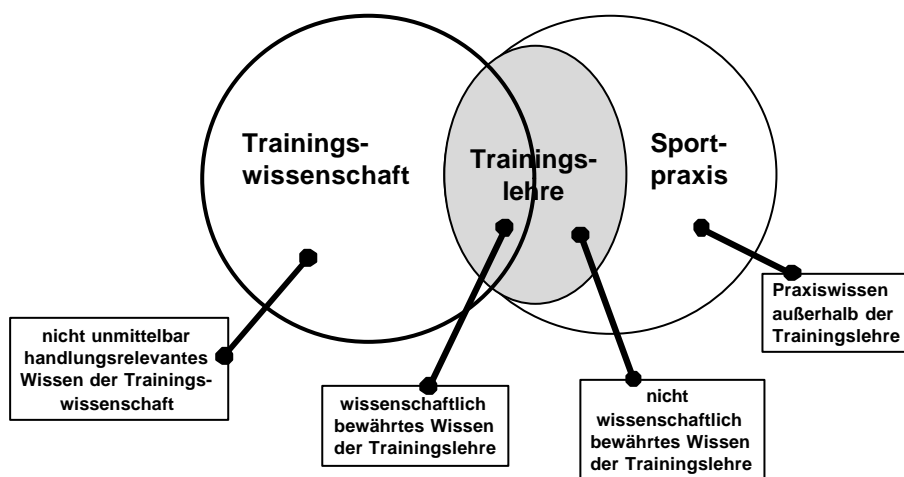 Trainings-
wissenschaft
Trainings-
lehre
Sport-
praxis
nicht unmittelbar
handlungsrelevantes
Wissen der Trainings-
wissenschaft
wissenschaftlich
bewährtes Wissen
der Trainingslehre
nicht
wissenschaftlich
bewährtes Wissen
der Trainingslehre
Praxiswissen
außerhalb der
Trainingslehre